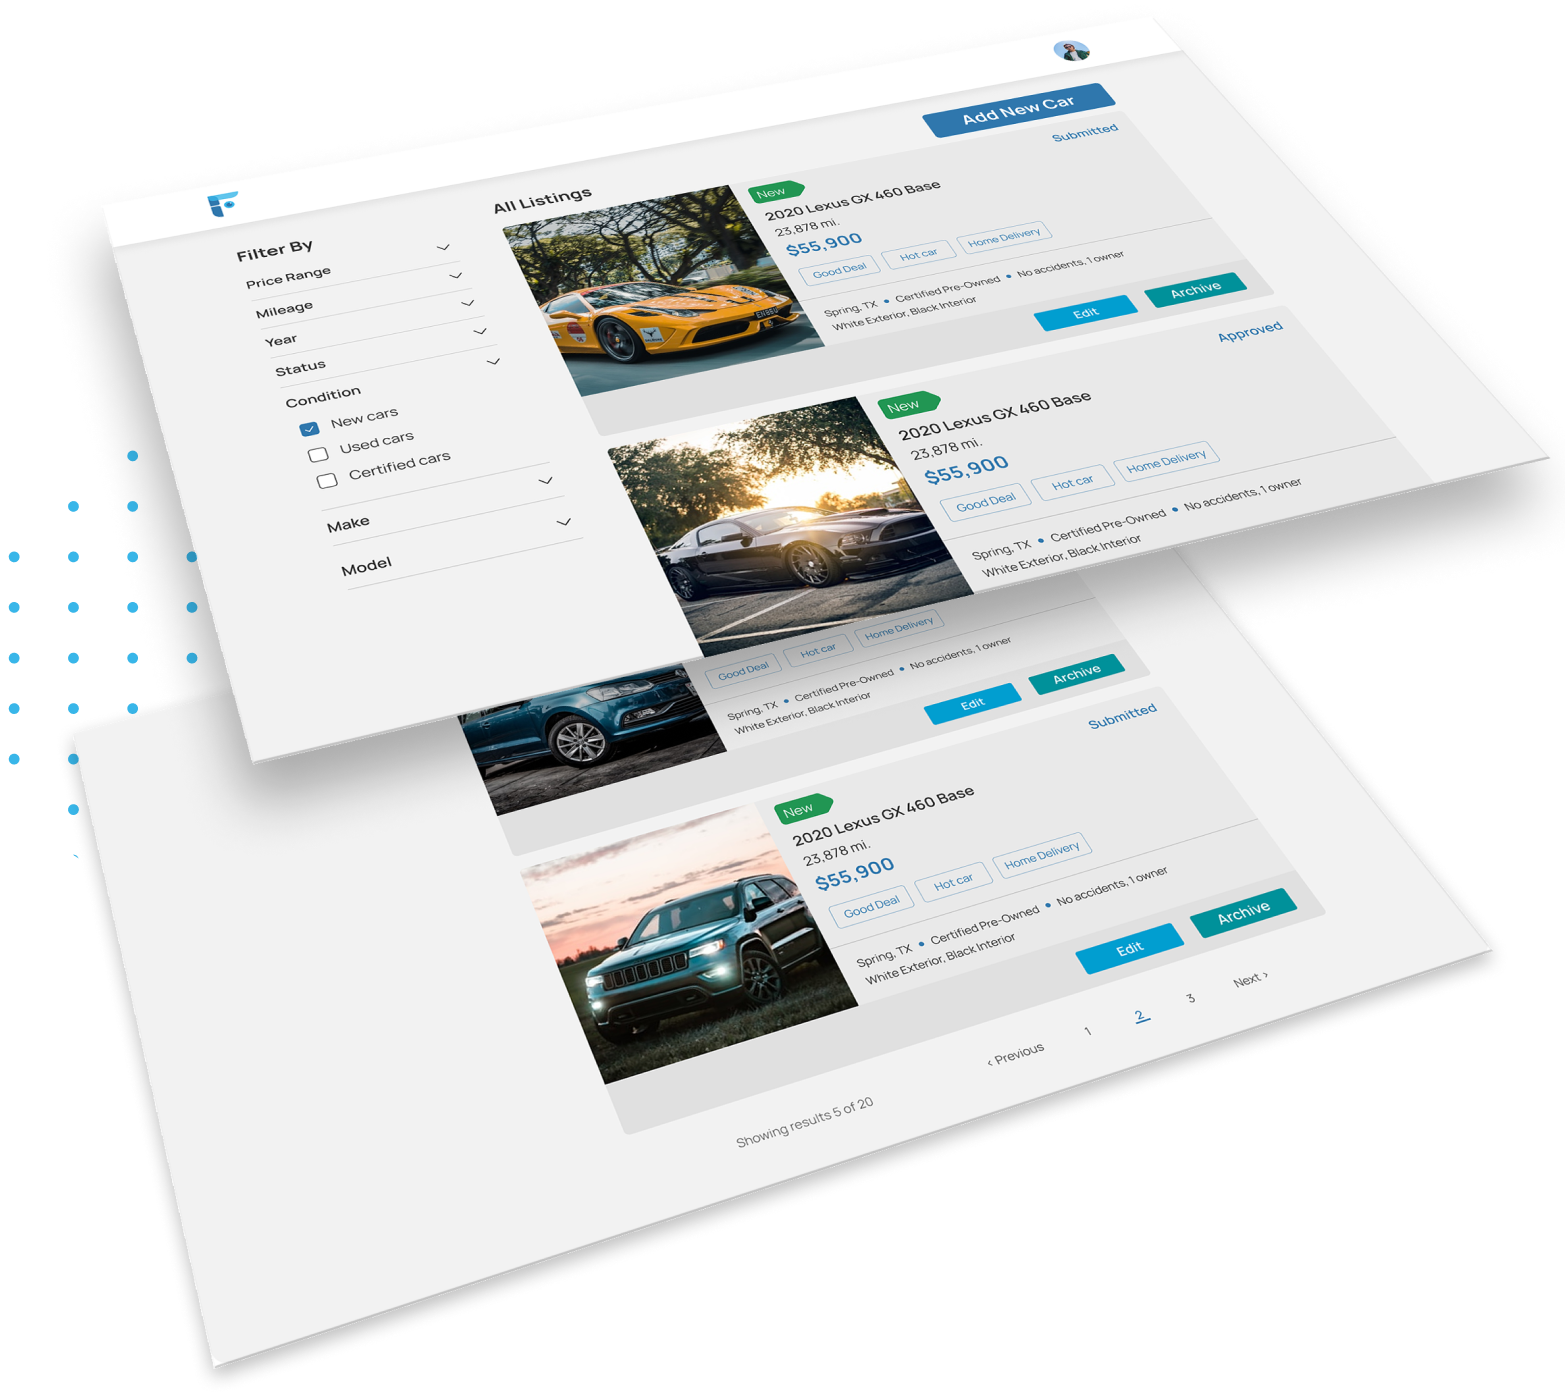 Add New Car
Filter By
Price Range
Mileage
Year
Status
Condition
New cars
Used cars
Certified cars
Make
Model
All Listings
Submitted
New
2020 Lexus GX 460 Base
23,878 mi.
$55,900
Good Deal
Hot car
Home Delivery
Spring, TX • Certified Pre-Owned • No accidents, 1 owner
White Exterior, Black Interior
Edit
Archive
Approved
New
2020 Lexus GX 460 Base
23,878 mi.
$55,900
Good Deal
Hot car
Home Delivery
Spring, TX • Certified Pre-Owned • No accidents, 1 owner
White Exterior, Black Interior
Good Deal
Hot car
Home Delivery
Spring, TX • Certified Pre-Owned • No accidents, 1 owner
White Exterior, Black Interior
Edit
Archive
Submitted
New
2020 Lexus GX 460 Base
23,878 mi.
$55,900
Good Deal
Hot car
Home Delivery
Spring, TX • Certified Pre-Owned • No accidents, 1 owner
White Exterior, Black Interior
Edit
Archive
‹ Previous 1 2 3 Next ›
Showing results 5 of 20